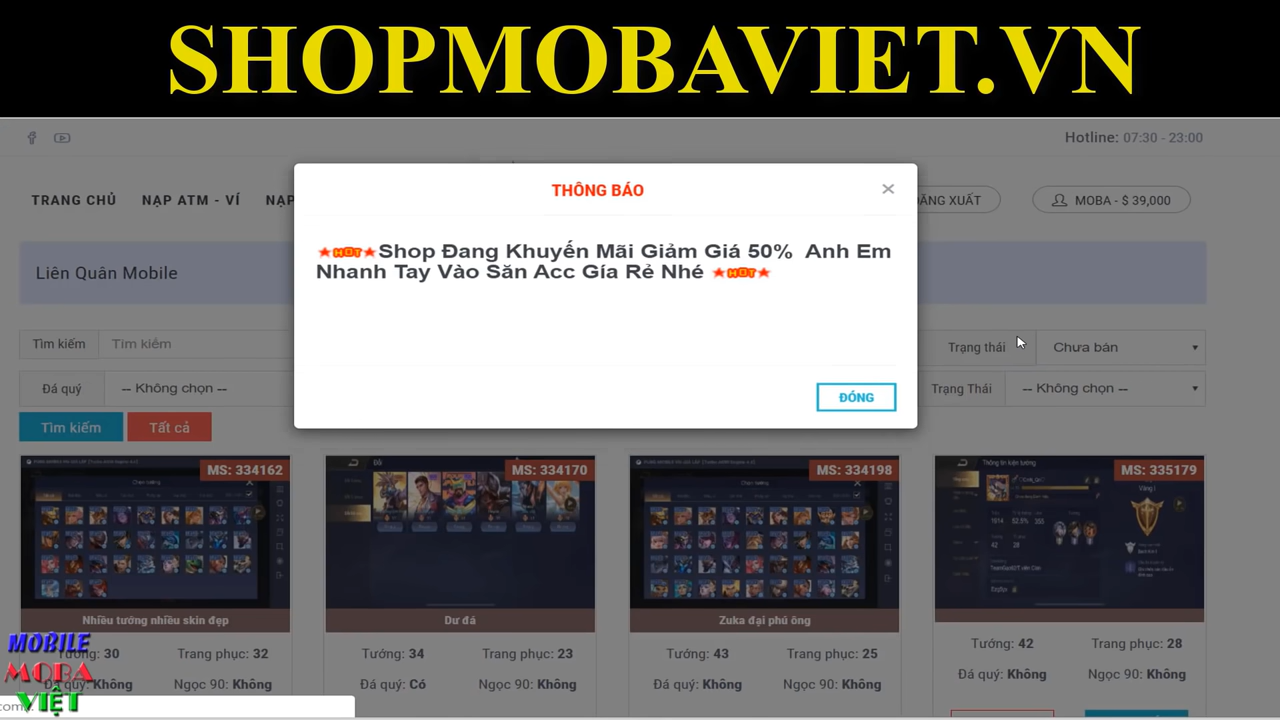 SHOPMOBAVIET.VN
Hotline: 07:30 - 23:00
TRANG CHỦ
NẠP ATM - VÍ
NẠP
ĐĂNG XUẤT
MOBA - $ 39,000
THÔNG BÁO
HOT Shop Đang Khuyến Mãi Giảm Giá 50% Anh Em
Nhanh Tay Vào Săn Acc Gía Rẻ Nhé HOT
ĐÓNG
Liên Quân Mobile
Tìm kiếm
Tìm kiếm
Trạng thái
Chưa bán
Đá quý
-- Không chọn --
Trạng Thái
-- Không chọn --
Tìm kiếm
Tất cả
MS: 334162
MS: 334170
MS: 334198
MS: 335179
Nhiều tướng nhiều skin đẹp
Dư đá
Zuka đại phú ông
Tướng: 30
Trang phục: 32
Tướng: 34
Trang phục: 23
Tướng: 43
Trang phục: 25
Tướng: 42
Trang phục: 28
Đá quý: Không
Ngọc 90: Không
Đá quý: Có
Ngọc 90: Không
Đá quý: Không
Ngọc 90: Không
Đá quý: Không
Ngọc 90: Không
MOBILE
MOBA
VIỆT